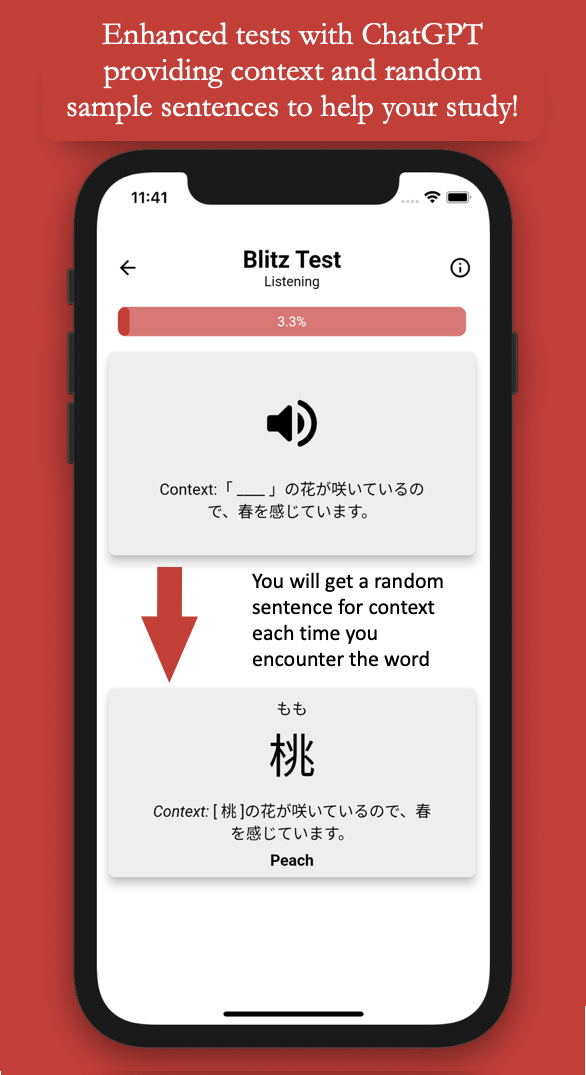 Enhanced tests with ChatGPT
providing context and random
sample sentences to help your study!
11:41
Blitz Test
Listening
3.3%
Context:「 ____ 」の花が咲いているの
で、春を感じています。
You will get a random
sentence for context
each time you
encounter the word
もも
桃
Context: [ 桃 ]の花が咲いているので、春
を感じています。
Peach